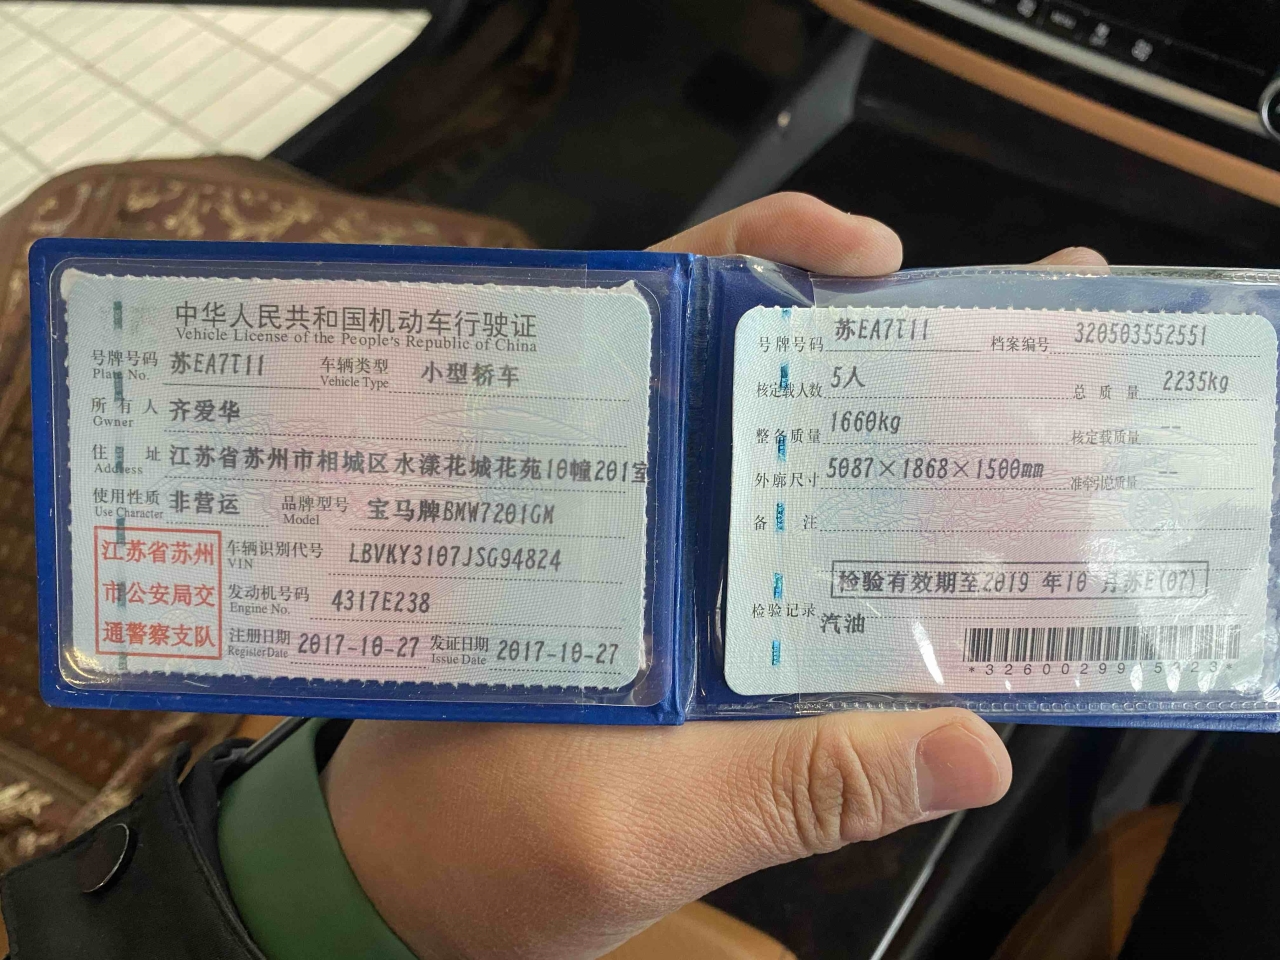 中华人民共和国机动车行驶证
Vehicle License of the People's Republic of China
号牌号码 苏EA7T11 车辆类型 小型轿车
Plate No. Vehicle Type
所有人 齐爱华
Owner
住址 江苏省苏州市相城区水漾花城花苑10幢201室
Address
使用性质 非营运 品牌型号 宝马牌BMW7201GM
Use Character Model
江苏省苏州
市公安局交
通警察支队
车辆识别代号 LBVKY3107JSG94824
VIN
发动机号码 4317E238
Engine No.
注册日期 2017-10-27 发证日期 2017-10-27
Register Date Issue Date
号牌号码 苏EA7T11 档案编号 320503552551
核定载人数 5人 总质量 2235kg
整备质量 1660kg 核定载质量 --
外廓尺寸 5087×1868×1500mm 准牵引总质量 --
备注
检验有效期至2019年10月苏E(07)
检验记录
汽油